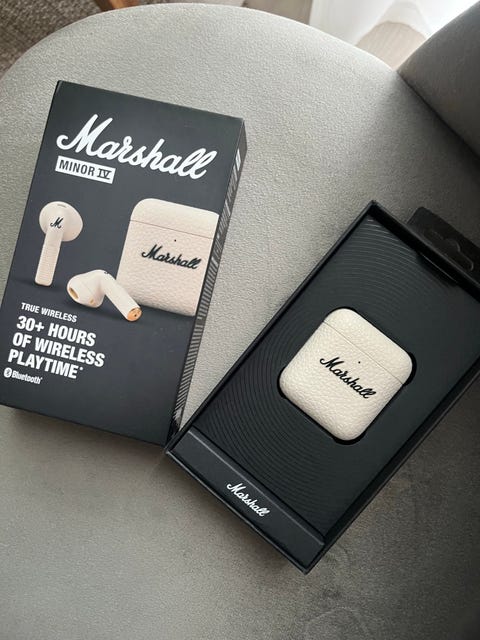 Marshall
MINOR IV
M
Marshall
TRUE WIRELESS
30+ HOURS
OF WIRELESS
PLAYTIME*
Bluetooth®
Marshall
Marshall